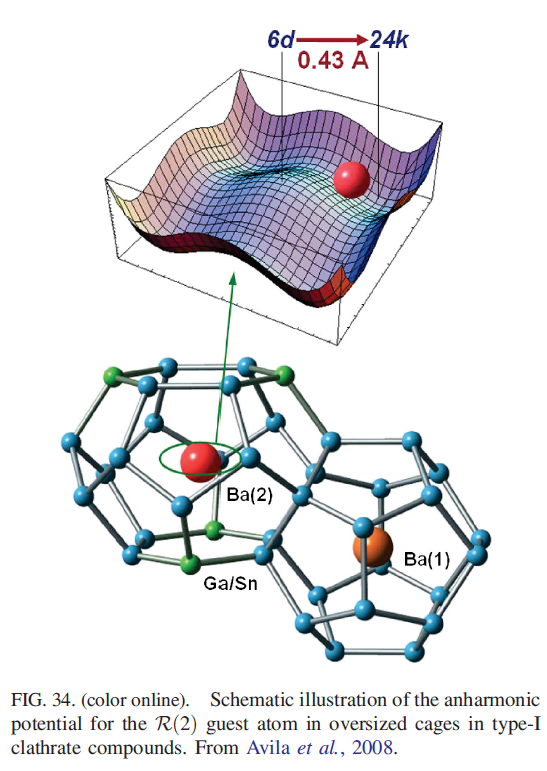 6d 24k
0.43 A
Ba(2)
Ba(1)
Ga/Sn
FIG. 34. (color online). Schematic illustration of the anharmonic
potential for the ℛ(2) guest atom in oversized cages in type-I
clathrate compounds. From Avila et al., 2008.